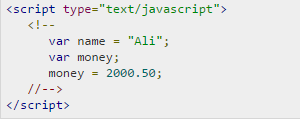 <script type="text/javascript">
<!--
var name = "Ali";
var money;
money = 2000.50;
//-->
</script>